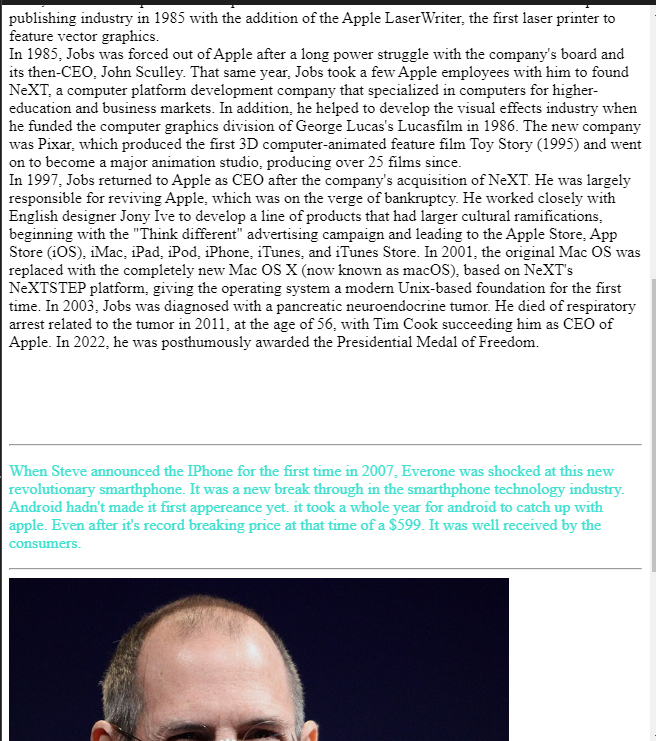 publishing industry in 1985 with the addition of the Apple LaserWriter, the first laser printer to
feature vector graphics.
In 1985, Jobs was forced out of Apple after a long power struggle with the company's board and
its then-CEO, John Sculley. That same year, Jobs took a few Apple employees with him to found
NeXT, a computer platform development company that specialized in computers for higher-
education and business markets. In addition, he helped to develop the visual effects industry when
he funded the computer graphics division of George Lucas's Lucasfilm in 1986. The new company
was Pixar, which produced the first 3D computer-animated feature film Toy Story (1995) and went
on to become a major animation studio, producing over 25 films since.
In 1997, Jobs returned to Apple as CEO after the company's acquisition of NeXT. He was largely
responsible for reviving Apple, which was on the verge of bankruptcy. He worked closely with
English designer Jony Ive to develop a line of products that had larger cultural ramifications,
beginning with the "Think different" advertising campaign and leading to the Apple Store, App
Store (iOS), iMac, iPad, iPod, iPhone, iTunes, and iTunes Store. In 2001, the original Mac OS was
replaced with the completely new Mac OS X (now known as macOS), based on NeXT's
NeXTSTEP platform, giving the operating system a modern Unix-based foundation for the first
time. In 2003, Jobs was diagnosed with a pancreatic neuroendocrine tumor. He died of respiratory
arrest related to the tumor in 2011, at the age of 56, with Tim Cook succeeding him as CEO of
Apple. In 2022, he was posthumously awarded the Presidential Medal of Freedom.
When Steve announced the IPhone for the first time in 2007, Everone was shocked at this new
revolutionary smarthphone. It was a new break through in the smarthphone technology industry.
Android hadn't made it first appereance yet. it took a whole year for android to catch up with
apple. Even after it's record breaking price at that time of a $599. It was well received by the
consumers.